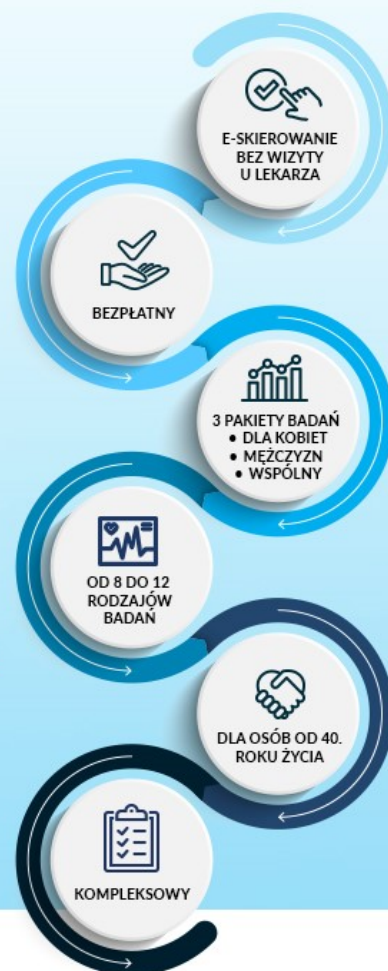 E-SKIEROWANIE
BEZ WIZYTY
U LEKARZA
BEZPŁATNY
3 PAKIETY BADAŃ
• DLA KOBIET
• MĘŻCZYZN
• WSPÓLNY
OD 8 DO 12
RODZAJÓW
BADAŃ
DLA OSÓB OD 40.
ROKU ŻYCIA
KOMPLEKSOWY